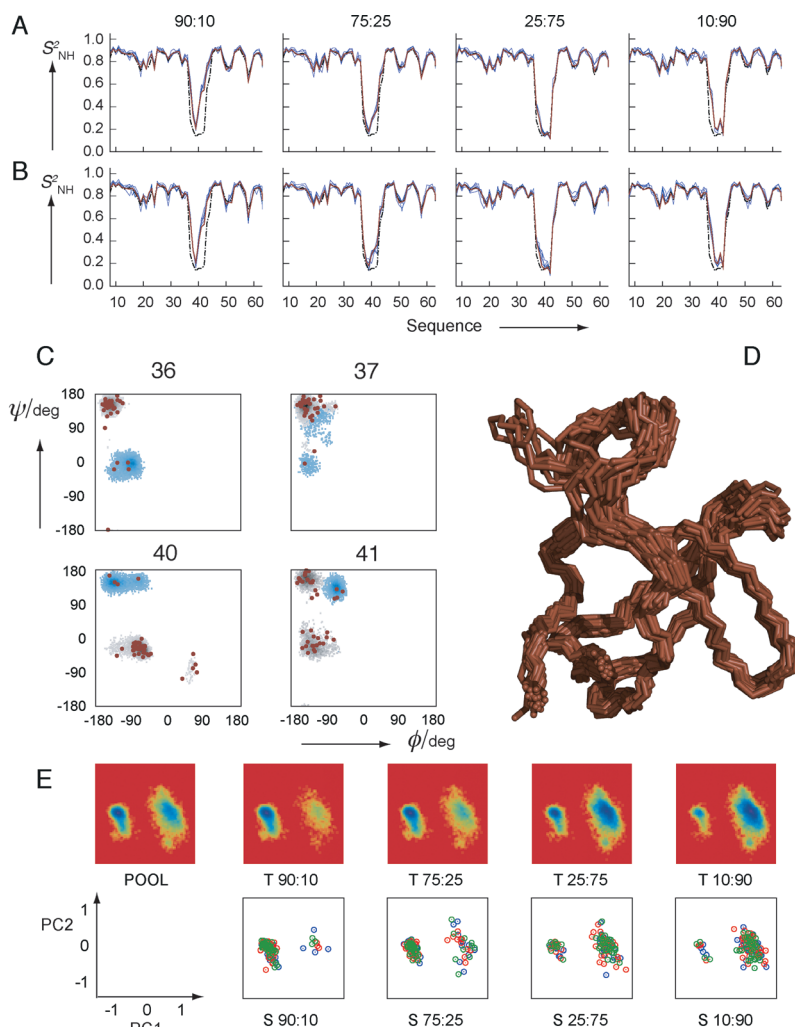 A
90:10 75:25 25:75 10:90
S²NH
1.0
0.8
0.6
0.4
0.2
0.0
B
S²NH
1.0
0.8
0.6
0.4
0.2
0.0
10 20 30 40 50 60 10 20 30 40 50 60 10 20 30 40 50 60 10 20 30 40 50 60
Sequence
C
D
36 37
ψ/deg
180
90
0
-90
-180
40 41
180
90
0
-90
-180
-180 -90 0 90 180 -180 -90 0 90 180
ϕ/deg
E
POOL T 90:10 T 75:25 T 25:75 T 10:90
PC2
1
0
-1
-1 0 1
PC1
S 90:10 S 75:25 S 25:75 S 10:90